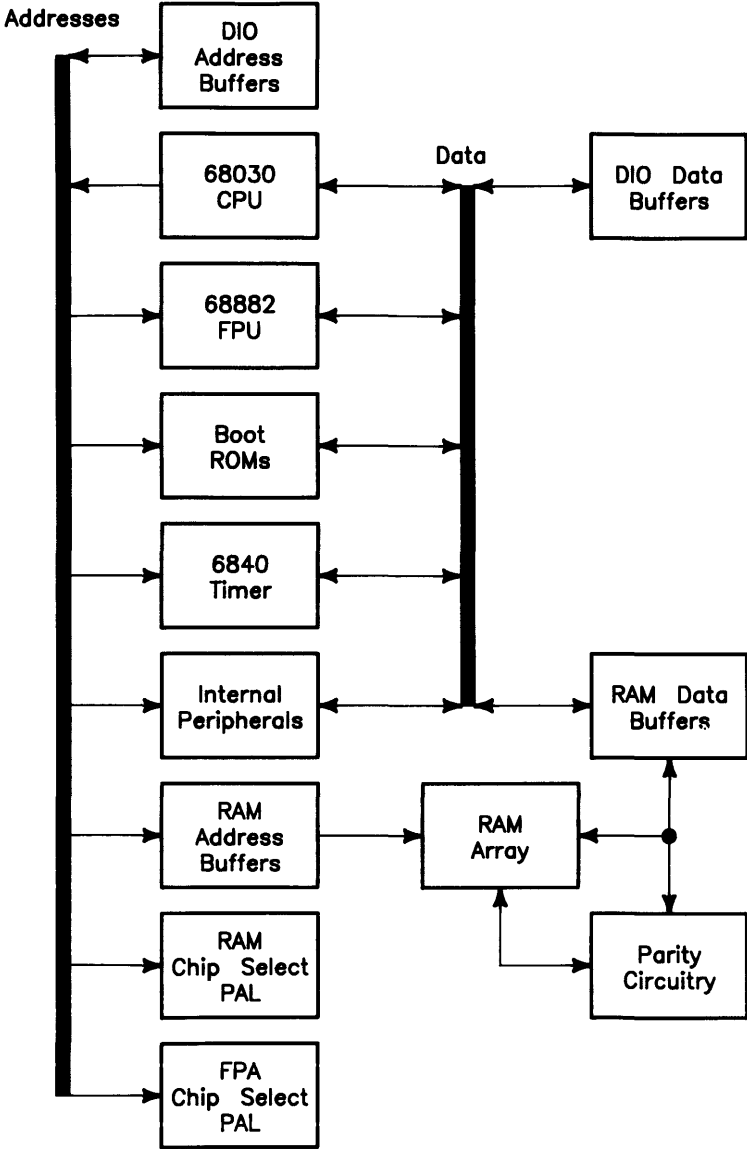 Addresses
DIO
Address
Buffers
68030
CPU
Data
DIO Data
Buffers
68882
FPU
Boot
ROMs
6840
Timer
Internal
Peripherals
RAM Data
Buffers
RAM
Address
Buffers
RAM
Array
RAM
Chip Select
PAL
Parity
Circuitry
FPA
Chip Select
PAL